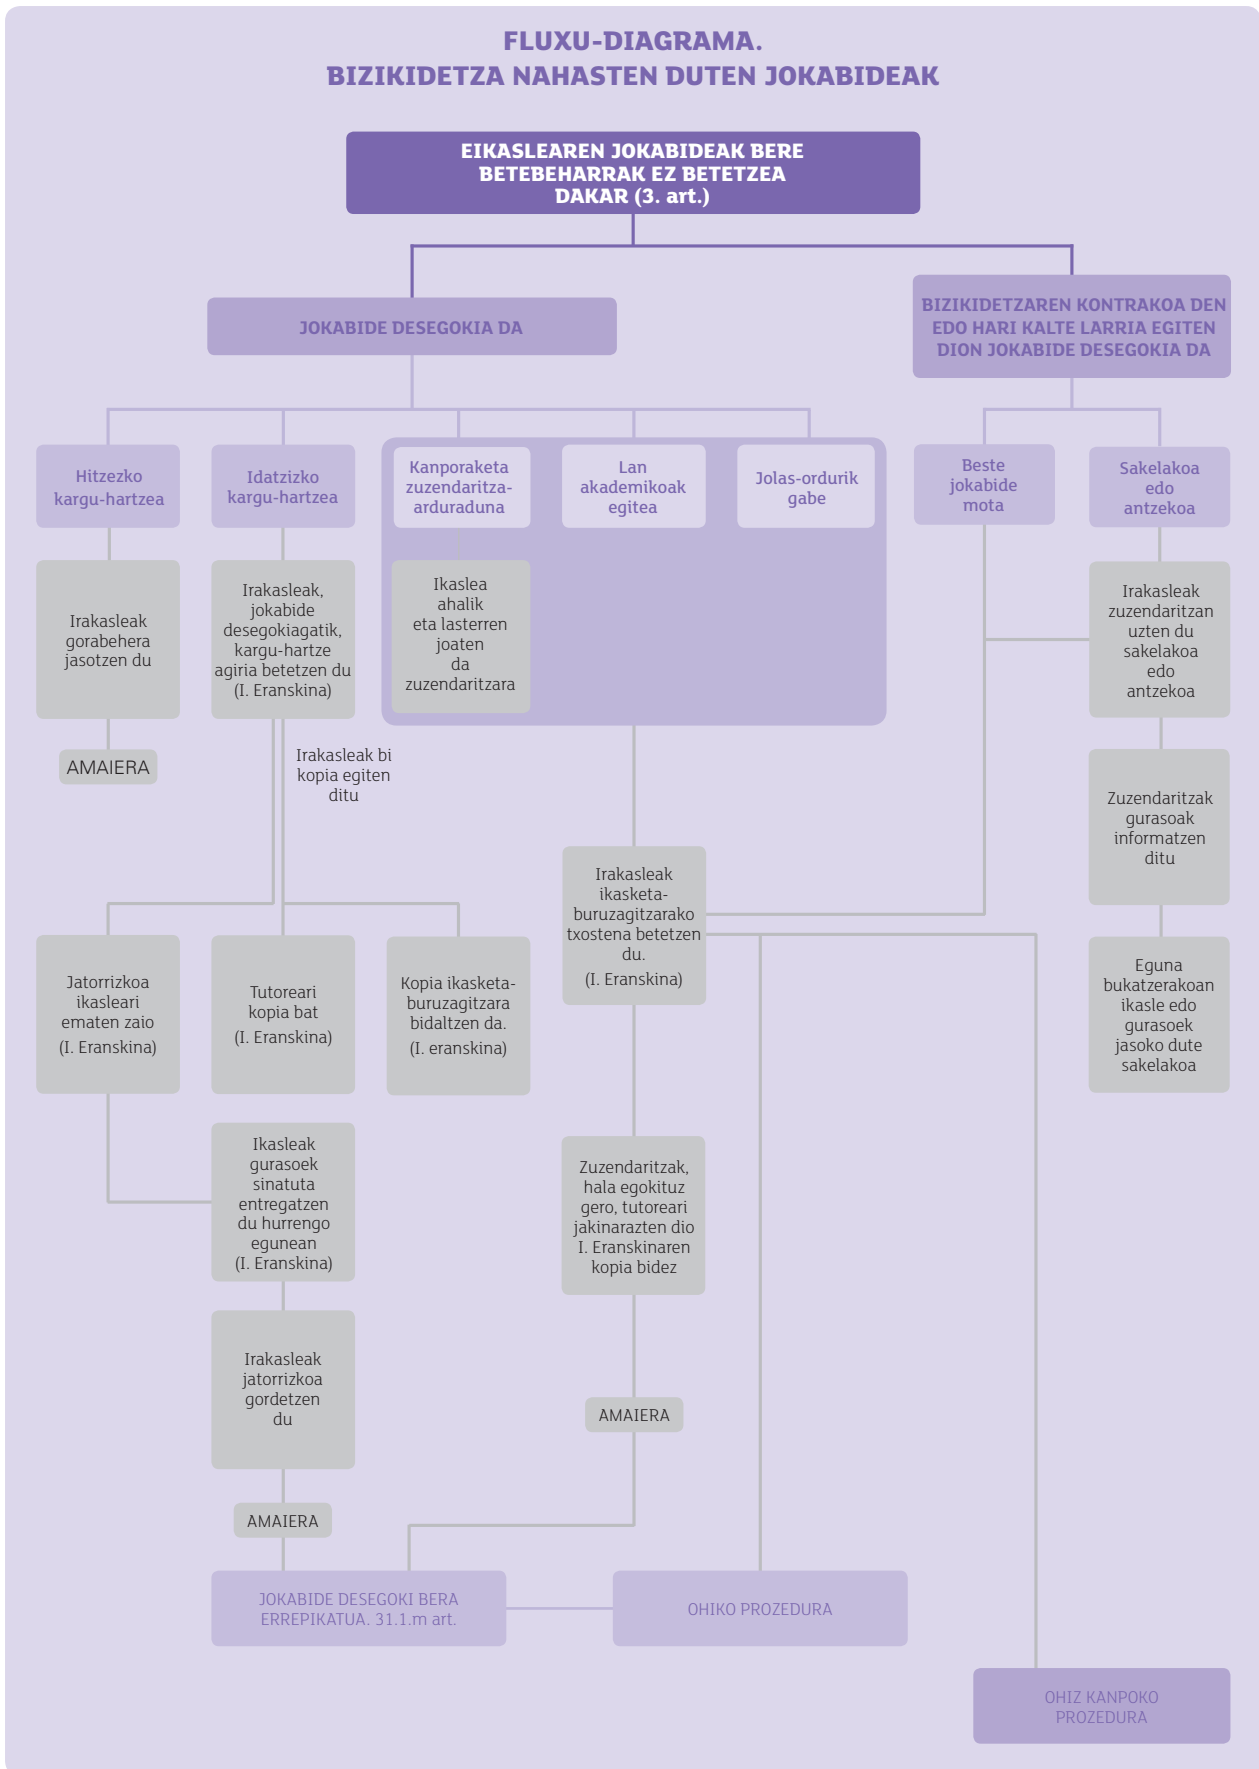 FLUXU-DIAGRAMA.
BIZIKIDETZA NAHASTEN DUTEN JOKABIDEAK
EIKASLEAREN JOKABIDEAK BERE
BETEBEHARRAK EZ BETETZEA
DAKAR (3. art.)
JOKABIDE DESEGOKIA DA
BIZIKIDETZAREN KONTRAKOA DEN
EDO HARI KALTE LARRIA EGITEN
DION JOKABIDE DESEGOKIA DA
Hitzezko
kargu-hartzea
Idatzizko
kargu-hartzea
Kanporaketa
zuzendaritza-
arduraduna
Lan
akademikoak
egitea
Jolas-ordurik
gabe
Beste
jokabide
mota
Sakelakoa
edo
antzekoa
Irakasleak
gorabehera
jasotzen du
Irakasleak,
jokabide
desegokiagatik,
kargu-hartze
agiria betetzen du
(I. Eranskina)
Ikaslea
ahalik
eta lasterren
joaten
da
zuzendaritzara
Irakasleak
zuzendaritzan
uzten du
sakelakoa
edo
antzekoa
AMAIERA
Irakasleak bi
kopia egiten
ditu
Zuzendaritzak
gurasoak
informatzen
ditu
Irakasleak
ikasketa-
buruzagitzarako
txostena betetzen
du.
(I. Eranskina)
Jatorrizkoa
ikasleari
ematen zaio
(I. Eranskina)
Tutoreari
kopia bat
(I. Eranskina)
Kopia ikasketa-
buruzagitzara
bidaltzen da.
(I. eranskina)
Eguna
bukatzerakoan
ikasle edo
gurasoek
jasoko dute
sakelakoa
Ikasleak
gurasoek
sinatuta
entregatzen
du hurrengo
egunean
(I. Eranskina)
Zuzendaritzak,
hala egokituz
gero, tutoreari
jakinarazten dio
I. Eranskinaren
kopia bidez
Irakasleak
jatorrizkoa
gordetzen
du
AMAIERA
AMAIERA
JOKABIDE DESEGOKI BERA
ERREPIKATUA. 31.1.m art.
OHIKO PROZEDURA
OHIZ KANPOKO
PROZEDURA